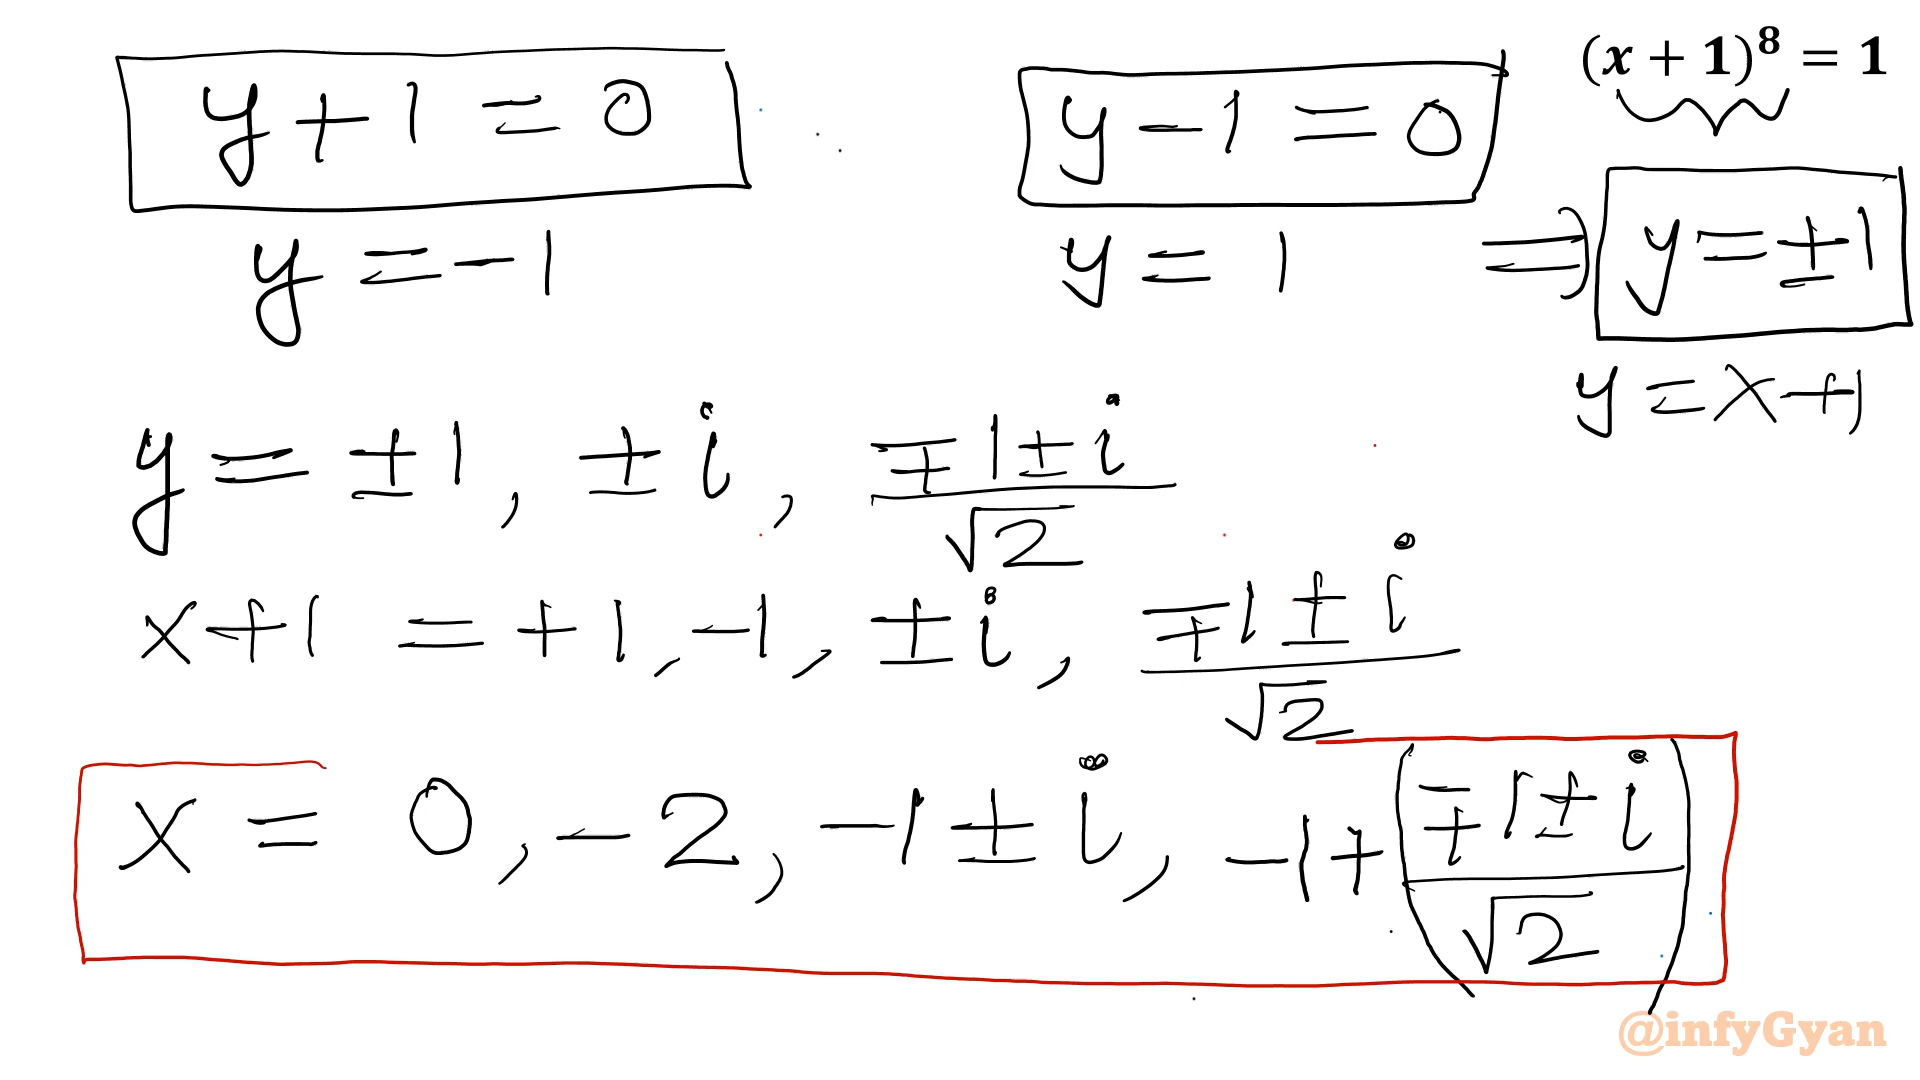 (x + 1)⁸ = 1
y + 1 = 0
y − 1 = 0
y = −1
y = 1 ⇒ y = ±1
y = x + 1
y = ±1, ±i, (∓1 ± i)/√2
x + 1 = +1, −1, ±i, (∓1 ± i)/√2
x = 0, −2, −1 ± i, −1 + ((∓1 ± i)/√2)
@infyGyan